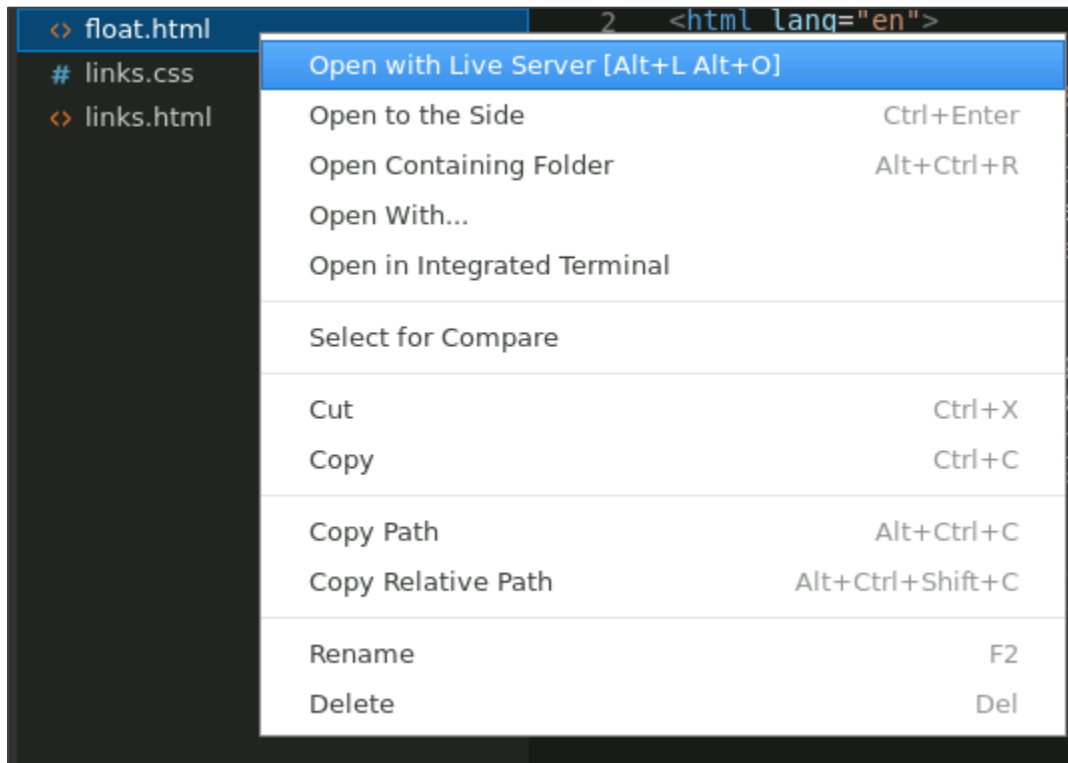 float.html
2 <html lang="en">
links.css
links.html
Open with Live Server [Alt+L Alt+O]
Open to the Side Ctrl+Enter
Open Containing Folder Alt+Ctrl+R
Open With...
Open in Integrated Terminal
Select for Compare
Cut Ctrl+X
Copy Ctrl+C
Copy Path Alt+Ctrl+C
Copy Relative Path Alt+Ctrl+Shift+C
Rename F2
Delete Del